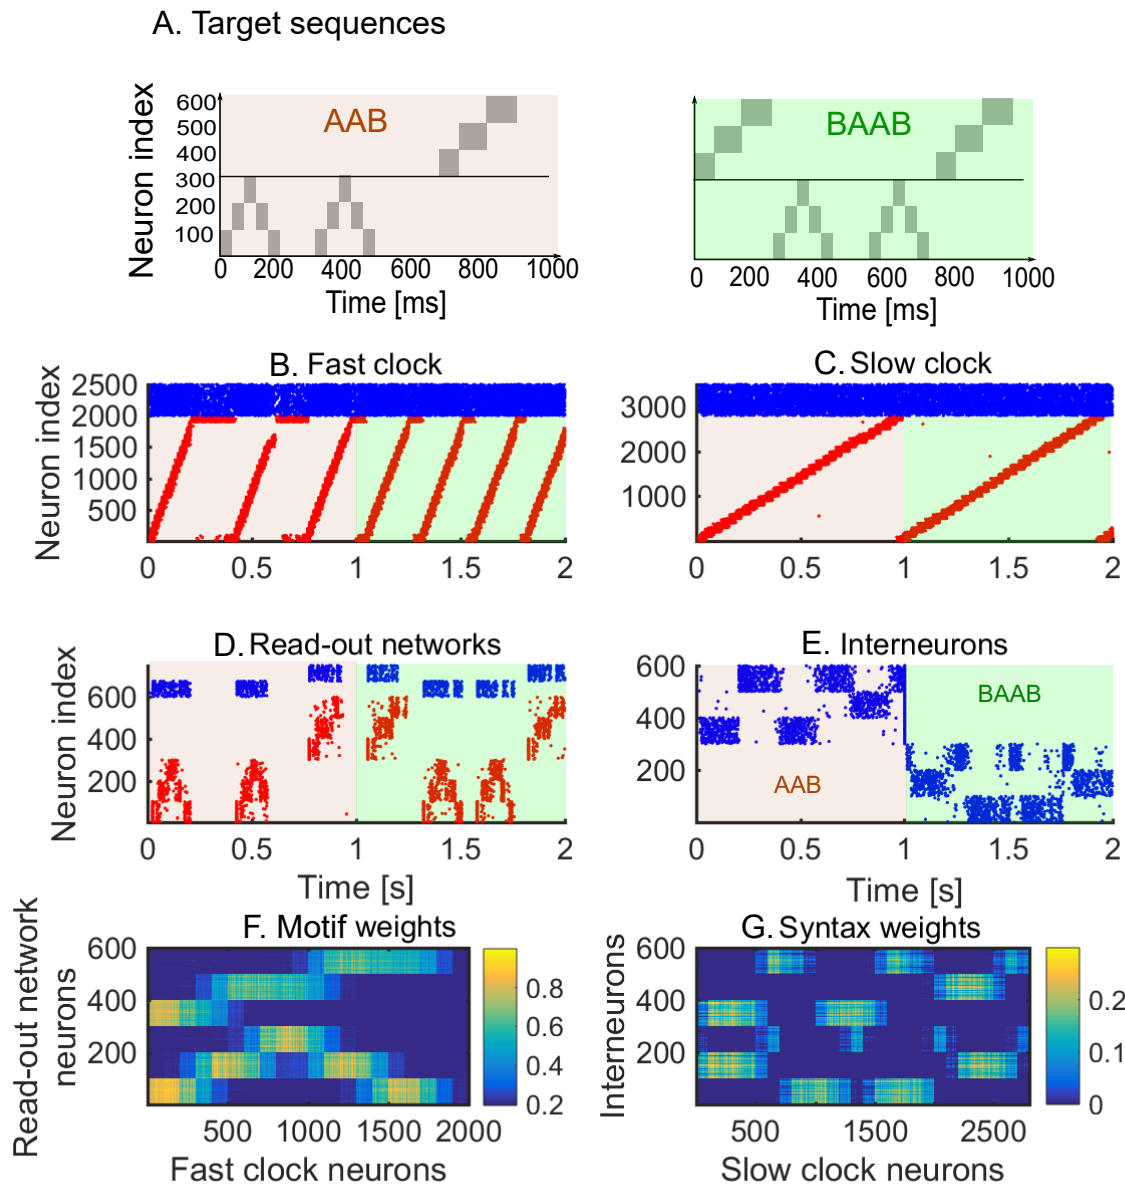 A. Target sequences
Neuron index
600
500
400
300
200
100
AAB
0 200 400 600 800 1000
Time [ms]
BAAB
0 200 400 600 800 1000
Time [ms]
B. Fast clock
Neuron index
2500
2000
1500
1000
500
0 0.5 1 1.5 2
C. Slow clock
3000
2000
1000
0 0.5 1 1.5 2
D. Read-out networks
Neuron index
600
400
200
0 0.5 1 1.5 2
Time [s]
E. Interneurons
600
400
200
BAAB
AAB
0 0.5 1 1.5 2
Time [s]
F. Motif weights
Read-out network
neurons
600
400
200
500 1000 1500 2000
Fast clock neurons
0.8
0.6
0.4
0.2
G. Syntax weights
Interneurons
600
400
200
500 1500 2500
Slow clock neurons
0.2
0.1
0